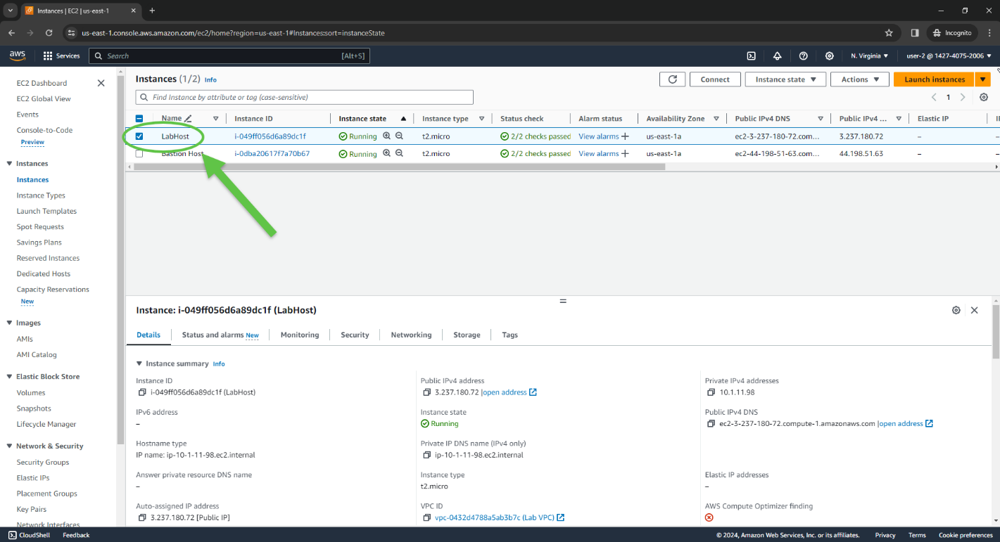 Instances | EC2 | us-east-1
us-east-1.console.aws.amazon.com/ec2/home?region=us-east-1#Instances:sort=instanceState
Incognito
aws
Services
Search
[Alt+S]
N. Virginia
user-2 @ 1427-4075-2006
EC2 Dashboard
EC2 Global View
Events
Console-to-Code
Preview
Instances
Instances
Instance Types
Launch Templates
Spot Requests
Savings Plans
Reserved Instances
Dedicated Hosts
Capacity Reservations
New
Images
AMIs
AMI Catalog
Elastic Block Store
Volumes
Snapshots
Lifecycle Manager
Network & Security
Security Groups
Elastic IPs
Placement Groups
Key Pairs
Network Interfaces
Instances (1/2) Info
Connect
Instance state
Actions
Launch instances
Find Instance by attribute or tag (case-sensitive)
1
Name Instance ID Instance state Instance type Status check Alarm status Availability Zone Public IPv4 DNS Public IPv4 ... Elastic IP
LabHost i-049ff056d6a89dc1f Running t2.micro 2/2 checks passed View alarms us-east-1a ec2-3-237-180-72.com... 3.237.180.72 –
Bastion Host i-0dba20617f7a70b67 Running t2.micro 2/2 checks passed View alarms us-east-1a ec2-44-198-51-63.com... 44.198.51.63 –
Instance: i-049ff056d6a89dc1f (LabHost)
Details Status and alarms New Monitoring Security Networking Storage Tags
Instance summary Info
Instance ID
i-049ff056d6a89dc1f (LabHost)
Public IPv4 address
3.237.180.72 |open address
Private IPv4 addresses
10.1.11.98
IPv6 address
–
Instance state
Running
Public IPv4 DNS
ec2-3-237-180-72.compute-1.amazonaws.com |open address
Hostname type
IP name: ip-10-1-11-98.ec2.internal
Private IP DNS name (IPv4 only)
ip-10-1-11-98.ec2.internal
Answer private resource DNS name
–
Instance type
t2.micro
Elastic IP addresses
–
Auto-assigned IP address
3.237.180.72 [Public IP]
VPC ID
vpc-0432d4788a5ab3b7c (Lab VPC)
AWS Compute Optimizer finding
CloudShell
Feedback
© 2024, Amazon Web Services, Inc. or its affiliates.
Privacy
Terms
Cookie preferences